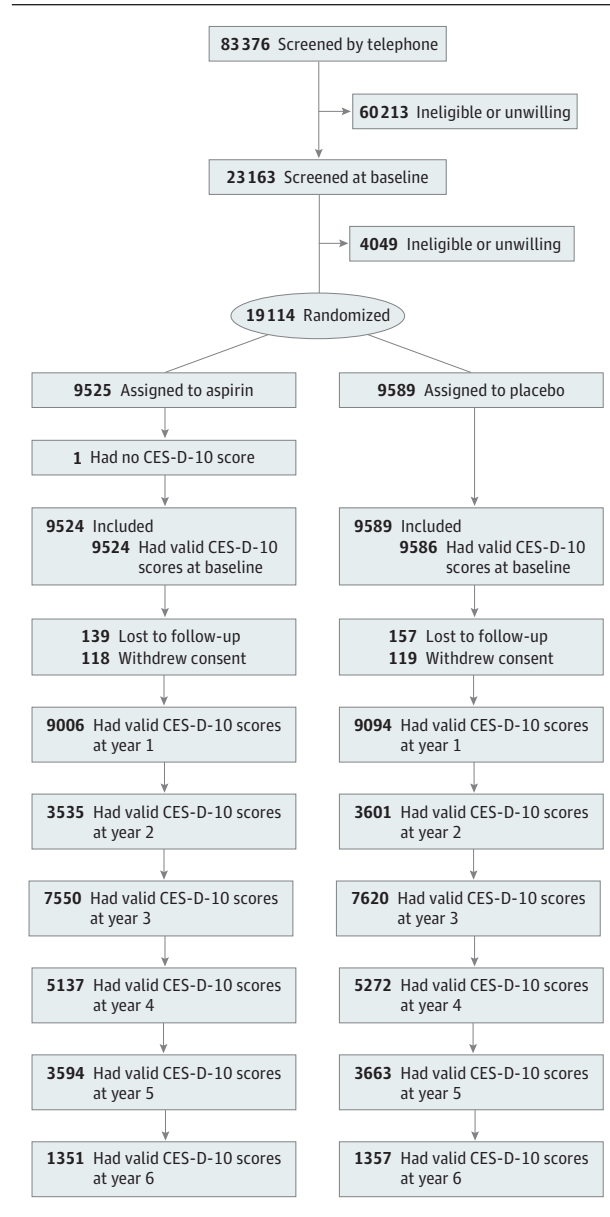 83376 Screened by telephone
60213 Ineligible or unwilling
23163 Screened at baseline
4049 Ineligible or unwilling
19114 Randomized
9525 Assigned to aspirin
1 Had no CES-D-10 score
9524 Included
9524 Had valid CES-D-10
scores at baseline
139 Lost to follow-up
118 Withdrew consent
9006 Had valid CES-D-10 scores
at year 1
3535 Had valid CES-D-10 scores
at year 2
7550 Had valid CES-D-10 scores
at year 3
5137 Had valid CES-D-10 scores
at year 4
3594 Had valid CES-D-10 scores
at year 5
1351 Had valid CES-D-10 scores
at year 6
9589 Assigned to placebo
9589 Included
9586 Had valid CES-D-10
scores at baseline
157 Lost to follow-up
119 Withdrew consent
9094 Had valid CES-D-10 scores
at year 1
3601 Had valid CES-D-10 scores
at year 2
7620 Had valid CES-D-10 scores
at year 3
5272 Had valid CES-D-10 scores
at year 4
3663 Had valid CES-D-10 scores
at year 5
1357 Had valid CES-D-10 scores
at year 6